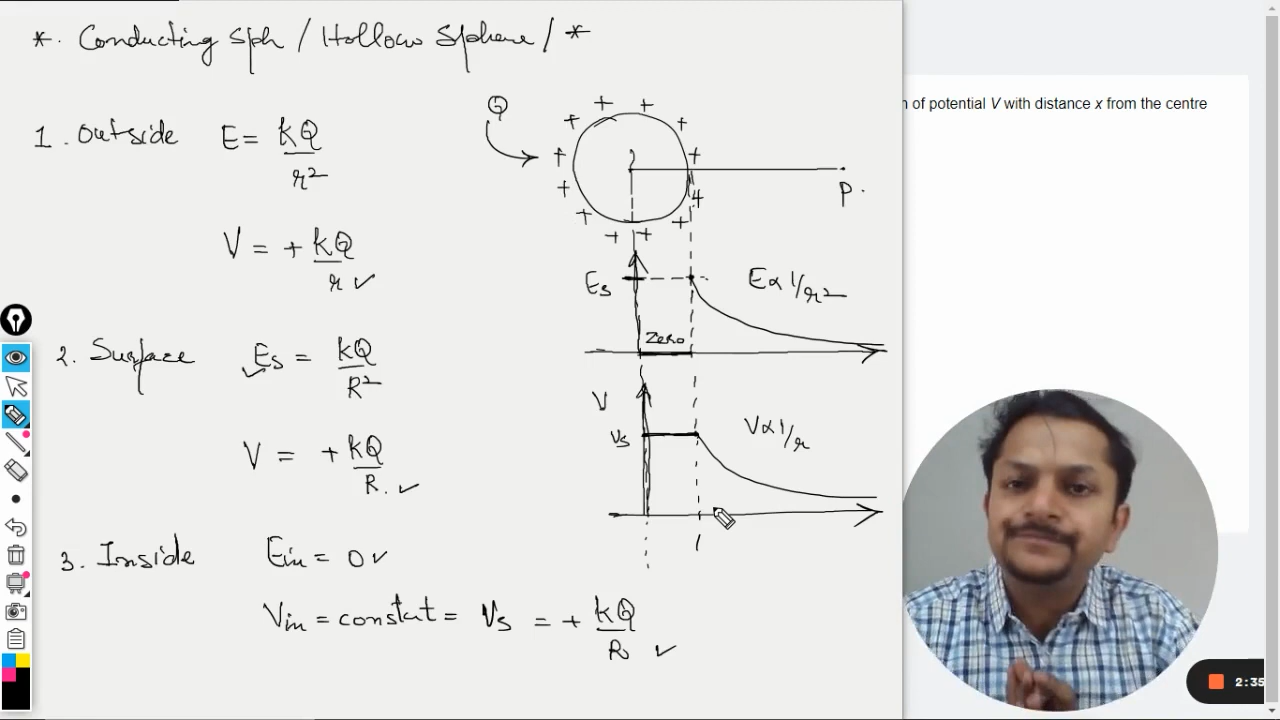 *. Conducting Sph / Hollow Sphere / *
n of potential V with distance x from the centre
Q
1. Outside E = kQ/r²
P.
V = + kQ/r ✓
Es
E∝1/r²
zero
2. Surface ✓Es = kQ/R²
V
Vs
V∝1/r
V = + kQ/R. ✓
3. Inside Ein = 0 ✓
Vin = constat = Vs = + kQ/R ✓
2:35